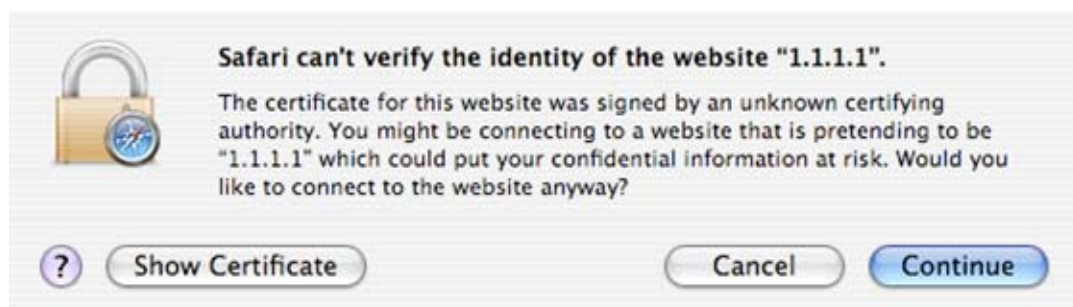 Safari can't verify the identity of the website “1.1.1.1”.
The certificate for this website was signed by an unknown certifying
authority. You might be connecting to a website that is pretending to be
“1.1.1.1” which could put your confidential information at risk. Would you
like to connect to the website anyway?
?
Show Certificate
Cancel
Continue